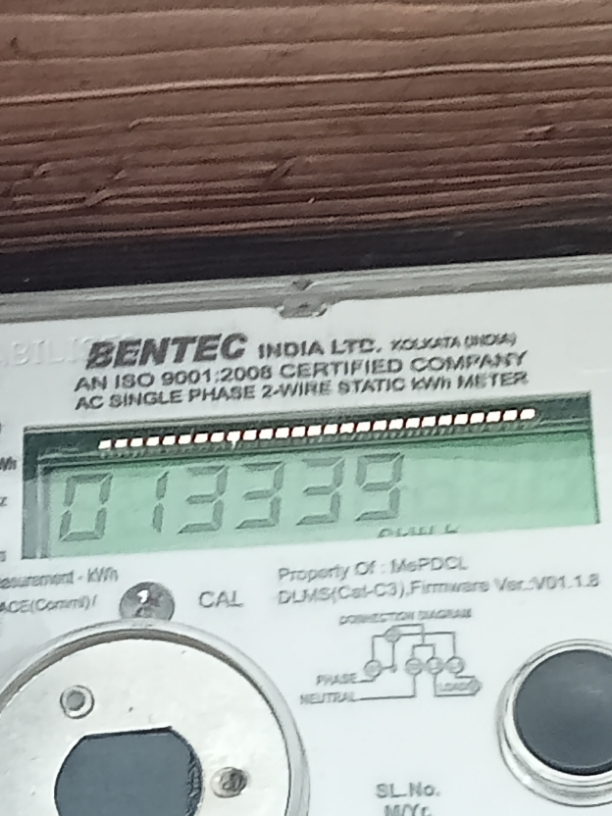 BENTEC INDIA LTD. KOLKATA (INDIA)
AN ISO 9001:2008 CERTIFIED COMPANY
AC SINGLE PHASE 2-WIRE STATIC kWh METER
013339
Property Of : MsPDCL
DLMS(Cat-C3),Firmware Ver.:V01.1.8
CAL
CONNECTION DIAGRAM
PHASE
NEUTRAL
LOAD
SL.No.
M/Yr.